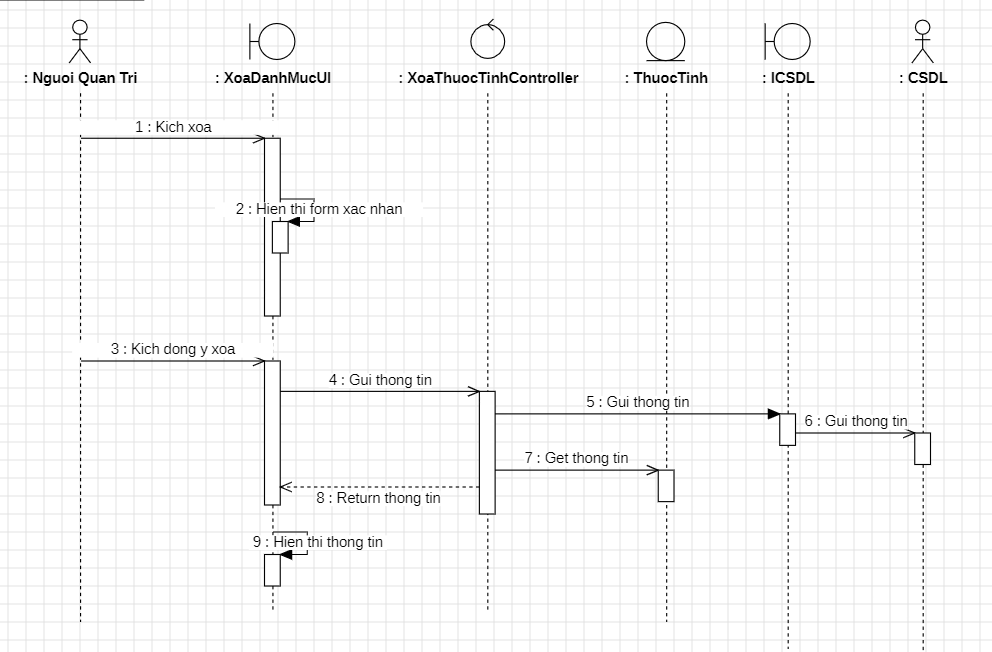 : Nguoi Quan Tri
: XoaDanhMucUI
: XoaThuocTinhController
: ThuocTinh
: ICSDL
: CSDL
1 : Kich xoa
2 : Hien thi form xac nhan
3 : Kich dong y xoa
4 : Gui thong tin
5 : Gui thong tin
6 : Gui thong tin
7 : Get thong tin
8 : Return thong tin
9 : Hien thi thong tin